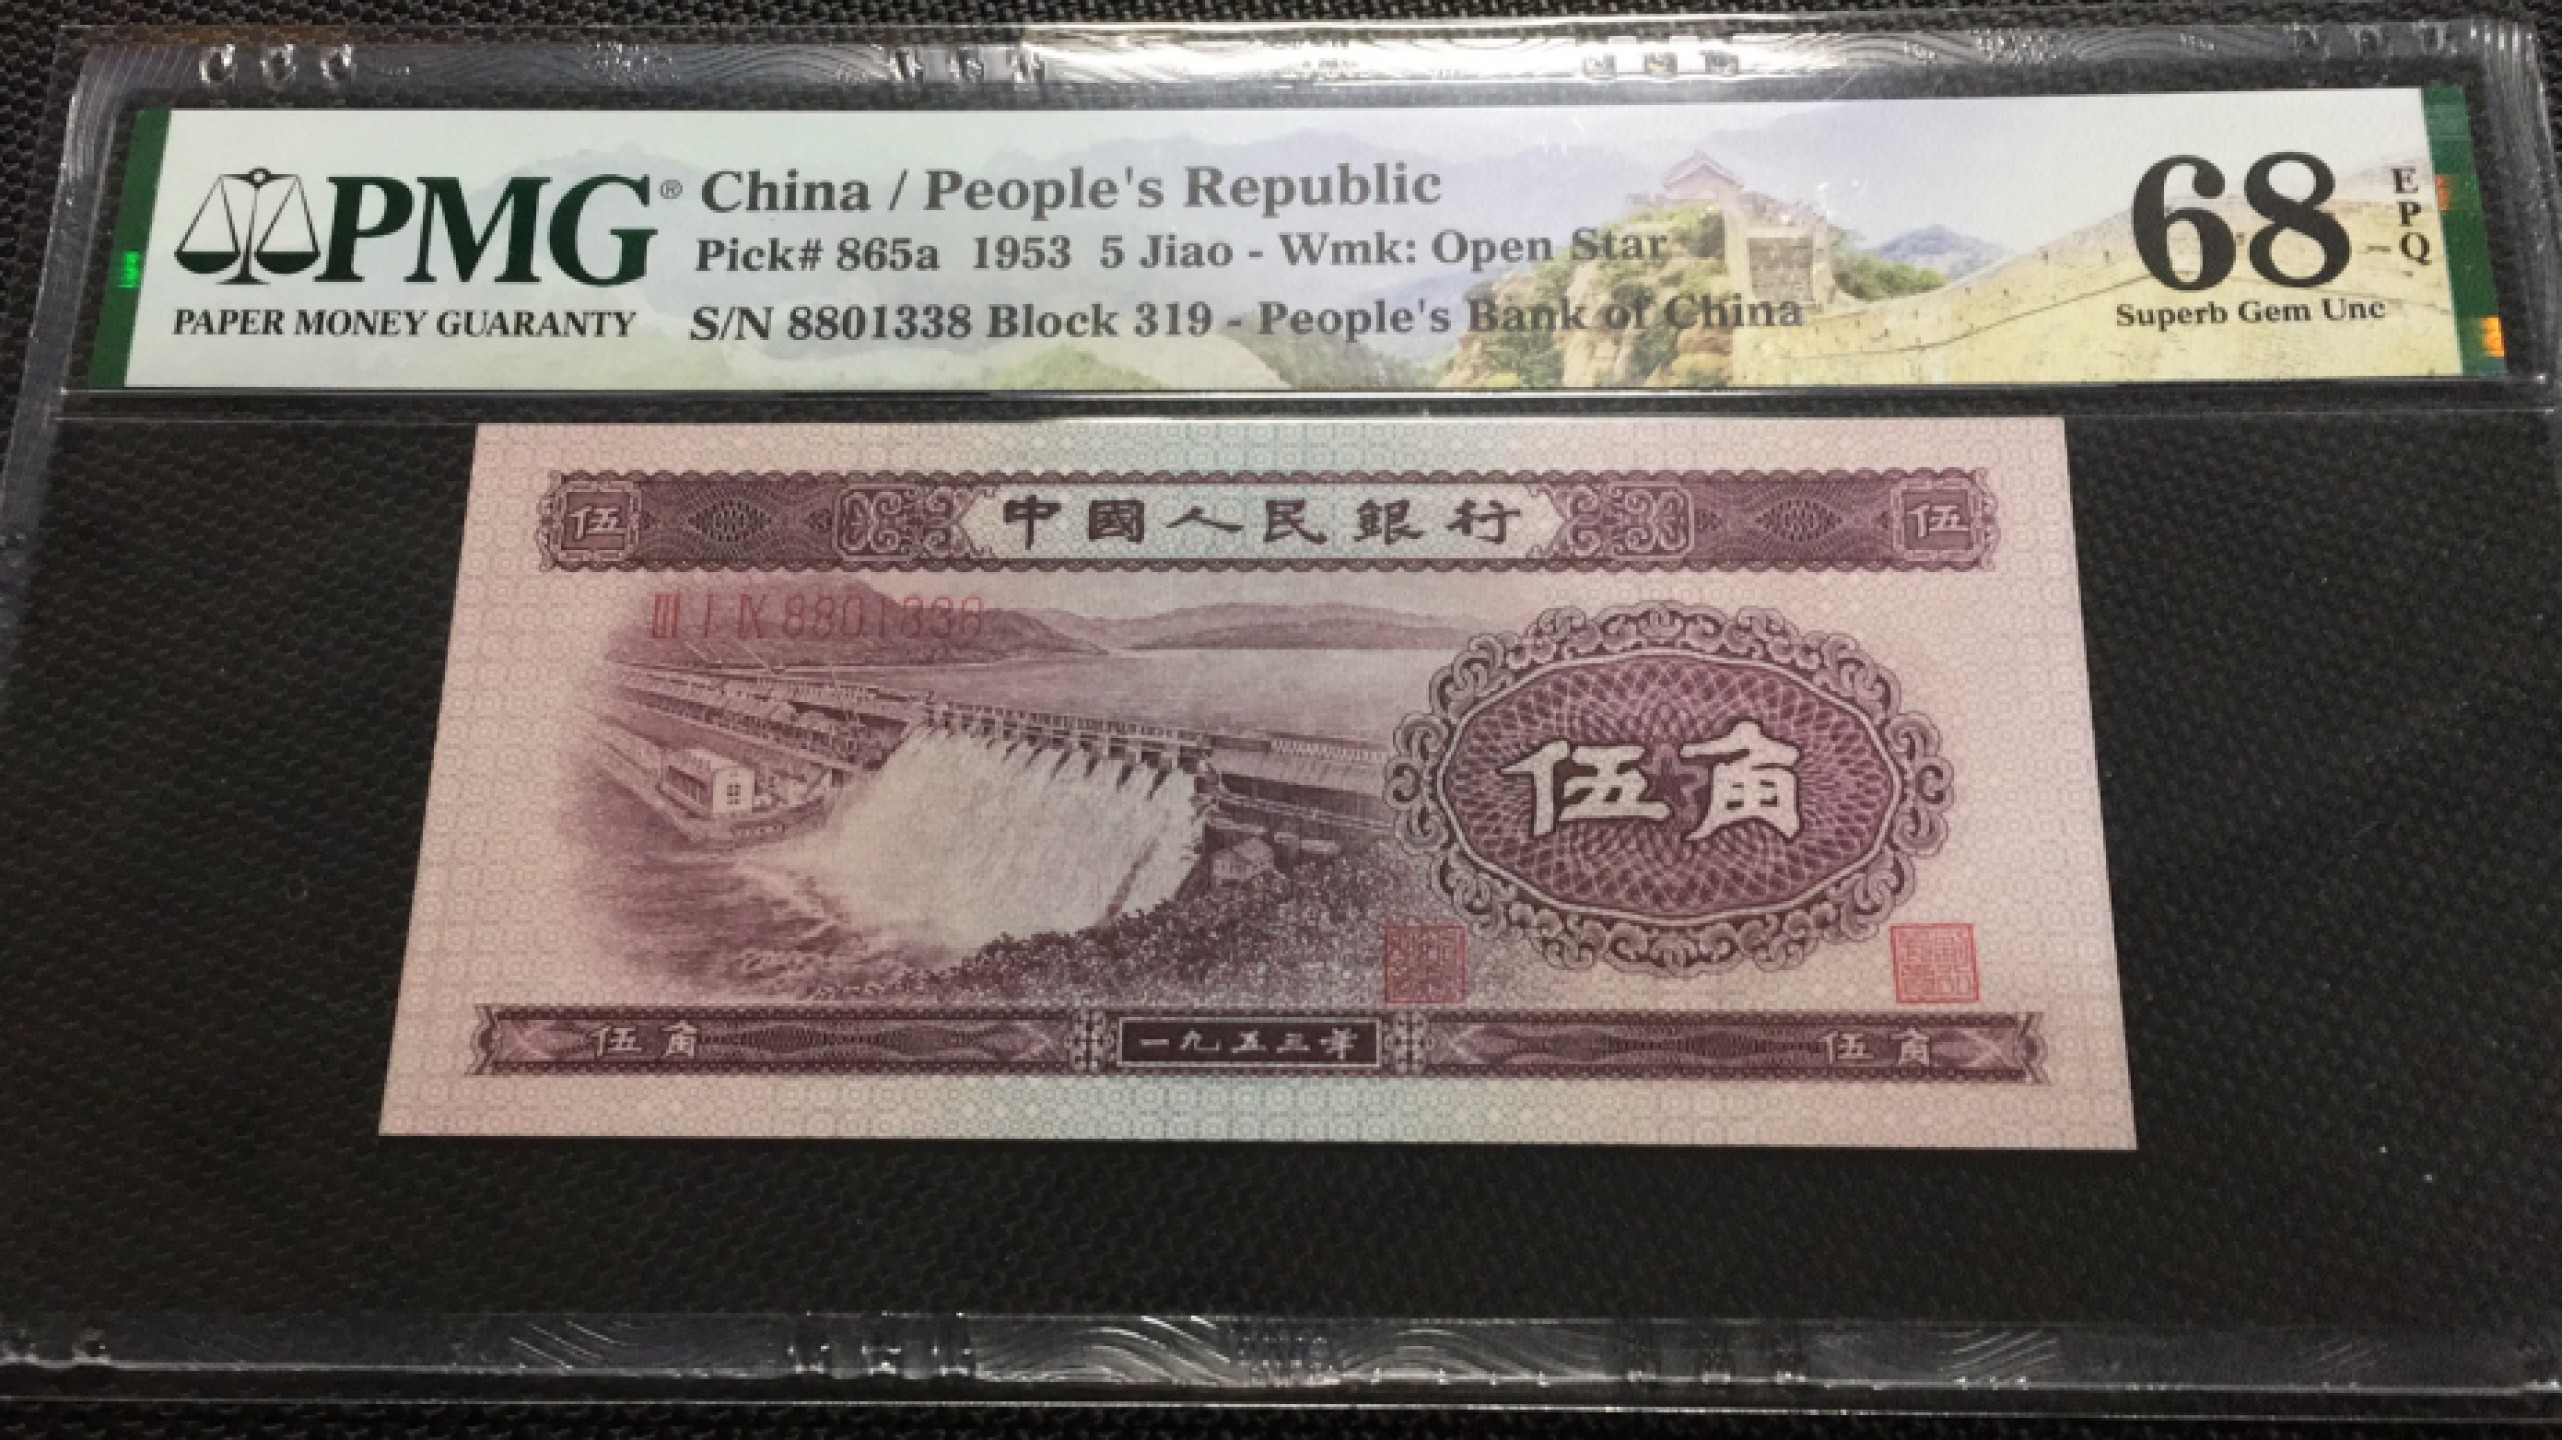 PMG®
PAPER MONEY GUARANTY
China / People's Republic
Pick# 865a 1953 5 Jiao - Wmk: Open Star
S/N 8801338 Block 319 - People's Bank of China
68
EPQ
Superb Gem Unc
伍 中國人民銀行 伍
III I IX 8801338
伍角
伍角 一九五三年 伍角